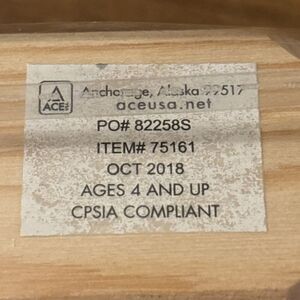 Anchorage, Alaska 99517
ACE
aceusa.net
PO# 82258S
ITEM# 75161
OCT 2018
AGES 4 AND UP
CPSIA COMPLIANT